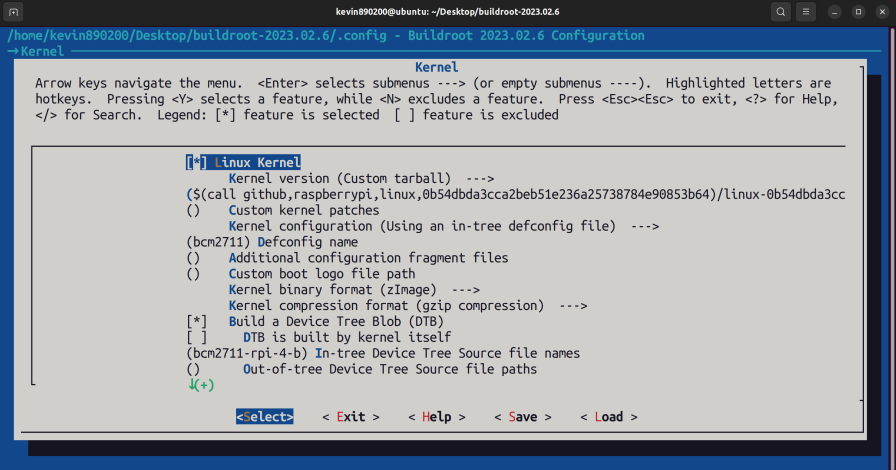 kevin890200@ubuntu: ~/Desktop/buildroot-2023.02.6
/home/kevin890200/Desktop/buildroot-2023.02.6/.config - Buildroot 2023.02.6 Configuration
→Kernel
Kernel
Arrow keys navigate the menu.  <Enter> selects submenus ---> (or empty submenus ----).  Highlighted letters are
hotkeys.  Pressing <Y> selects a feature, while <N> excludes a feature.  Press <Esc><Esc> to exit, <?> for Help,
</> for Search.  Legend: [*] feature is selected  [ ] feature is excluded
[*] Linux Kernel
Kernel version (Custom tarball)  --->
($(call github,raspberrypi,linux,0b54dbda3cca2beb51e236a25738784e90853b64)/linux-0b54dbda3cc
()    Custom kernel patches
Kernel configuration (Using an in-tree defconfig file)  --->
(bcm2711) Defconfig name
()    Additional configuration fragment files
()    Custom boot logo file path
Kernel binary format (zImage)  --->
Kernel compression format (gzip compression)  --->
[*]   Build a Device Tree Blob (DTB)
[ ]     DTB is built by kernel itself
(bcm2711-rpi-4-b) In-tree Device Tree Source file names
()      Out-of-tree Device Tree Source file paths
↓(+)
<Select>    < Exit >    < Help >    < Save >    < Load >